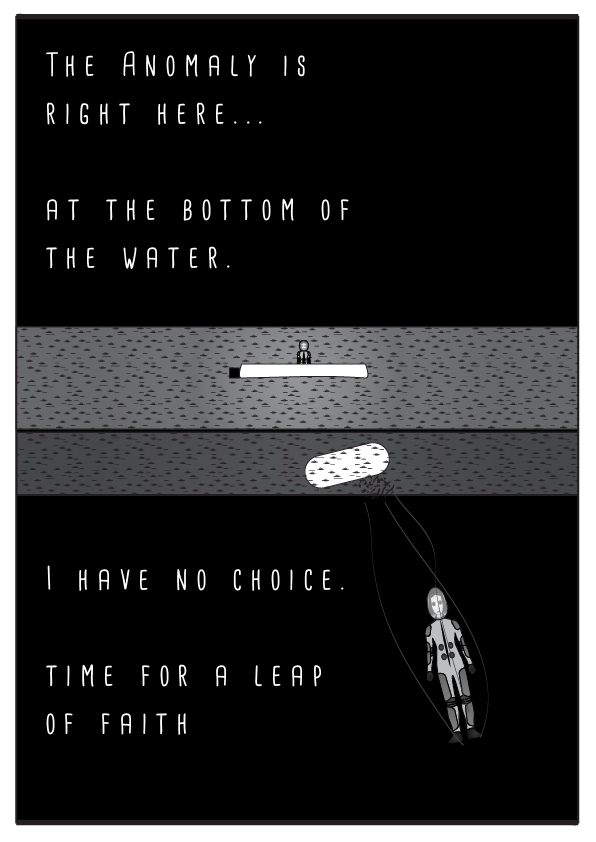 The Anomaly is
right here...
at the bottom of
the water.
I have no choice.
time for a leap
of faith